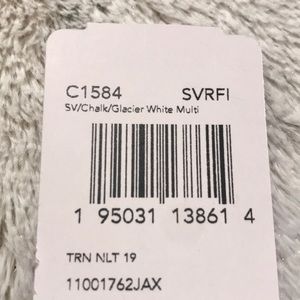 C1584 SVRFI
SV/Chalk/Glacier White Multi
1 95031 13861 4
TRN NLT 19
11001762JAX